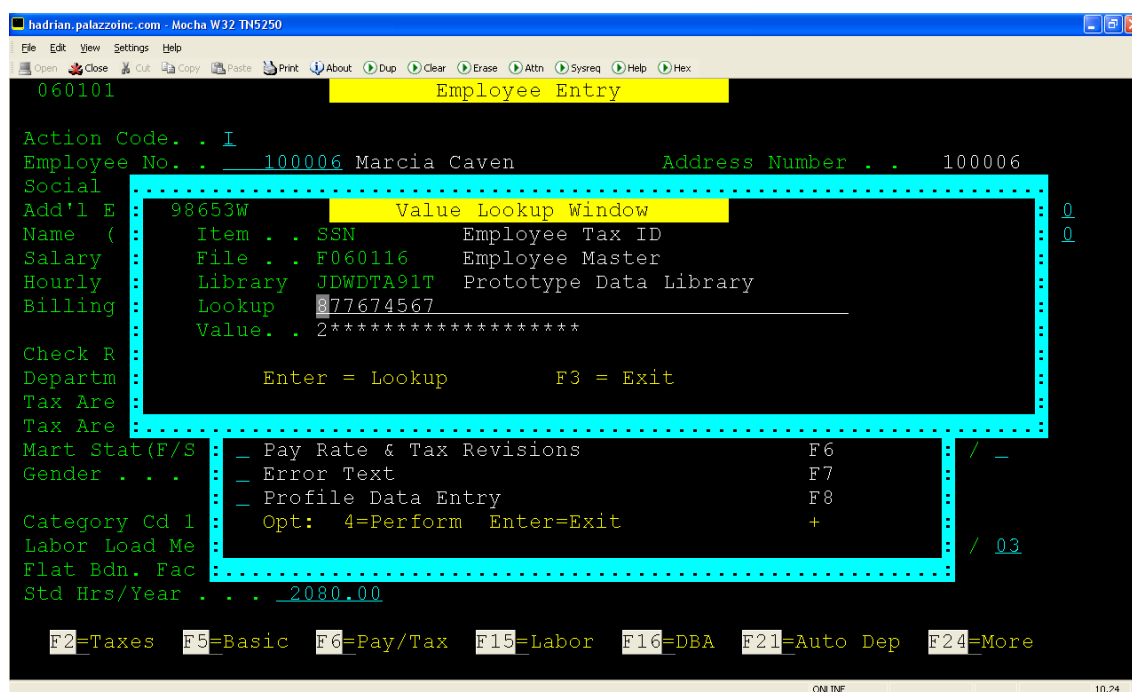 hadrian.palazzoinc.com - Mocha W32 TN5250
File Edit View Settings Help
Open Close Cut Copy Paste Print About Dup Clear Erase Attn Sysreq Help Hex
060101 Employee Entry
Action Code. . I
Employee No. . 100006 Marcia Caven Address Number . . 100006
Social
Add'l E : 98653W Value Lookup Window : 0
Name ( : Item . . SSN Employee Tax ID : 0
Salary : File . . F060116 Employee Master :
Hourly : Library JDWDTA91T Prototype Data Library :
Billing : Lookup 877674567 :
: Value. . 2******************* :
Check R : :
Departm : Enter = Lookup F3 = Exit :
Tax Are : :
Tax Are
Mart Stat(F/S : _ Pay Rate & Tax Revisions F6 : / _
Gender . . . : _ Error Text F7 :
: _ Profile Data Entry F8 :
Category Cd 1 : Opt: 4=Perform Enter=Exit + :
Labor Load Me : : / 03
Flat Bdn. Fac
Std Hrs/Year . . . 2080.00
F2=Taxes F5=Basic F6=Pay/Tax F15=Labor F16=DBA F21=Auto Dep F24=More
ONLINE 10,24